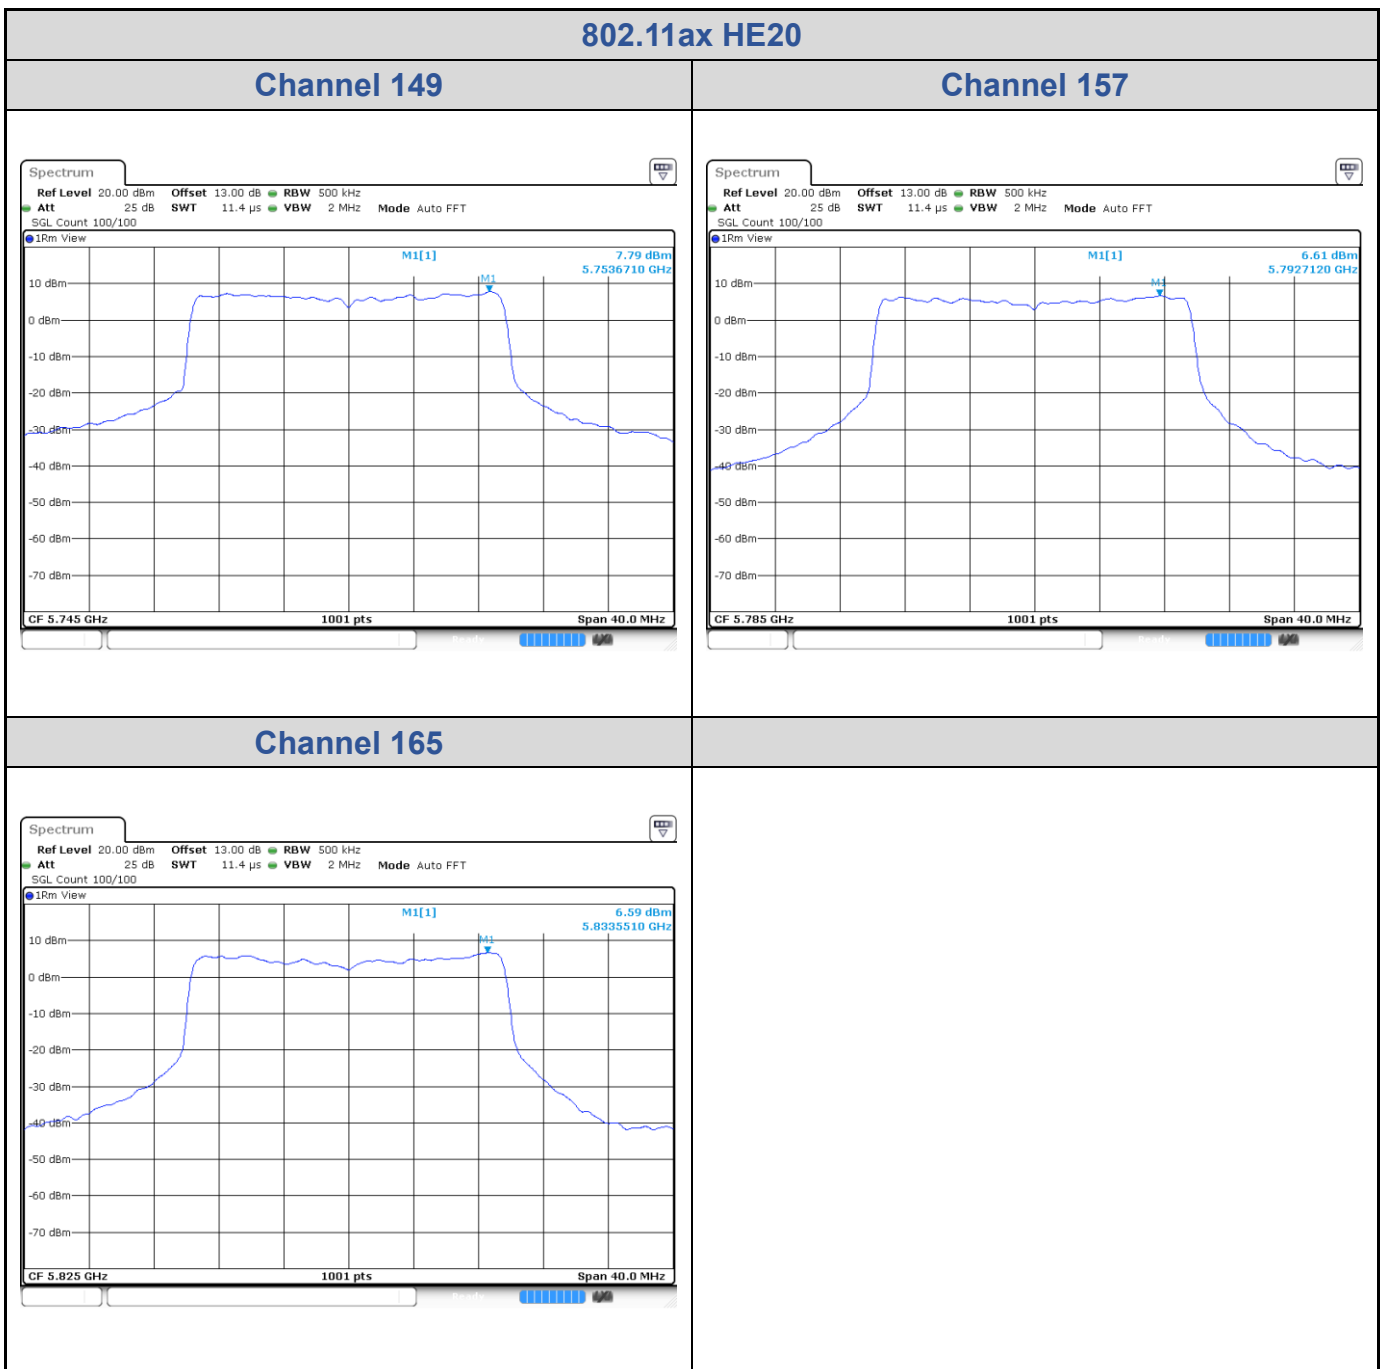 802.11ax HE20
Channel 149
Channel 157
Spectrum
Ref Level 20.00 dBm Offset 13.00 dB RBW 500 kHz
Att 25 dB SWT 11.4 µs VBW 2 MHz Mode Auto FFT
SGL Count 100/100
1Rm View
M1[1] 7.79 dBm
5.7536710 GHz
M1
10 dBm
0 dBm
-10 dBm
-20 dBm
-30 dBm
-40 dBm
-50 dBm
-60 dBm
-70 dBm
CF 5.745 GHz 1001 pts Span 40.0 MHz
Spectrum
Ref Level 20.00 dBm Offset 13.00 dB RBW 500 kHz
Att 25 dB SWT 11.4 µs VBW 2 MHz Mode Auto FFT
SGL Count 100/100
1Rm View
M1[1] 6.61 dBm
5.7927120 GHz
M1
10 dBm
0 dBm
-10 dBm
-20 dBm
-30 dBm
-40 dBm
-50 dBm
-60 dBm
-70 dBm
CF 5.785 GHz 1001 pts Span 40.0 MHz
Channel 165
Spectrum
Ref Level 20.00 dBm Offset 13.00 dB RBW 500 kHz
Att 25 dB SWT 11.4 µs VBW 2 MHz Mode Auto FFT
SGL Count 100/100
1Rm View
M1[1] 6.59 dBm
5.8335510 GHz
M1
10 dBm
0 dBm
-10 dBm
-20 dBm
-30 dBm
-40 dBm
-50 dBm
-60 dBm
-70 dBm
CF 5.825 GHz 1001 pts Span 40.0 MHz